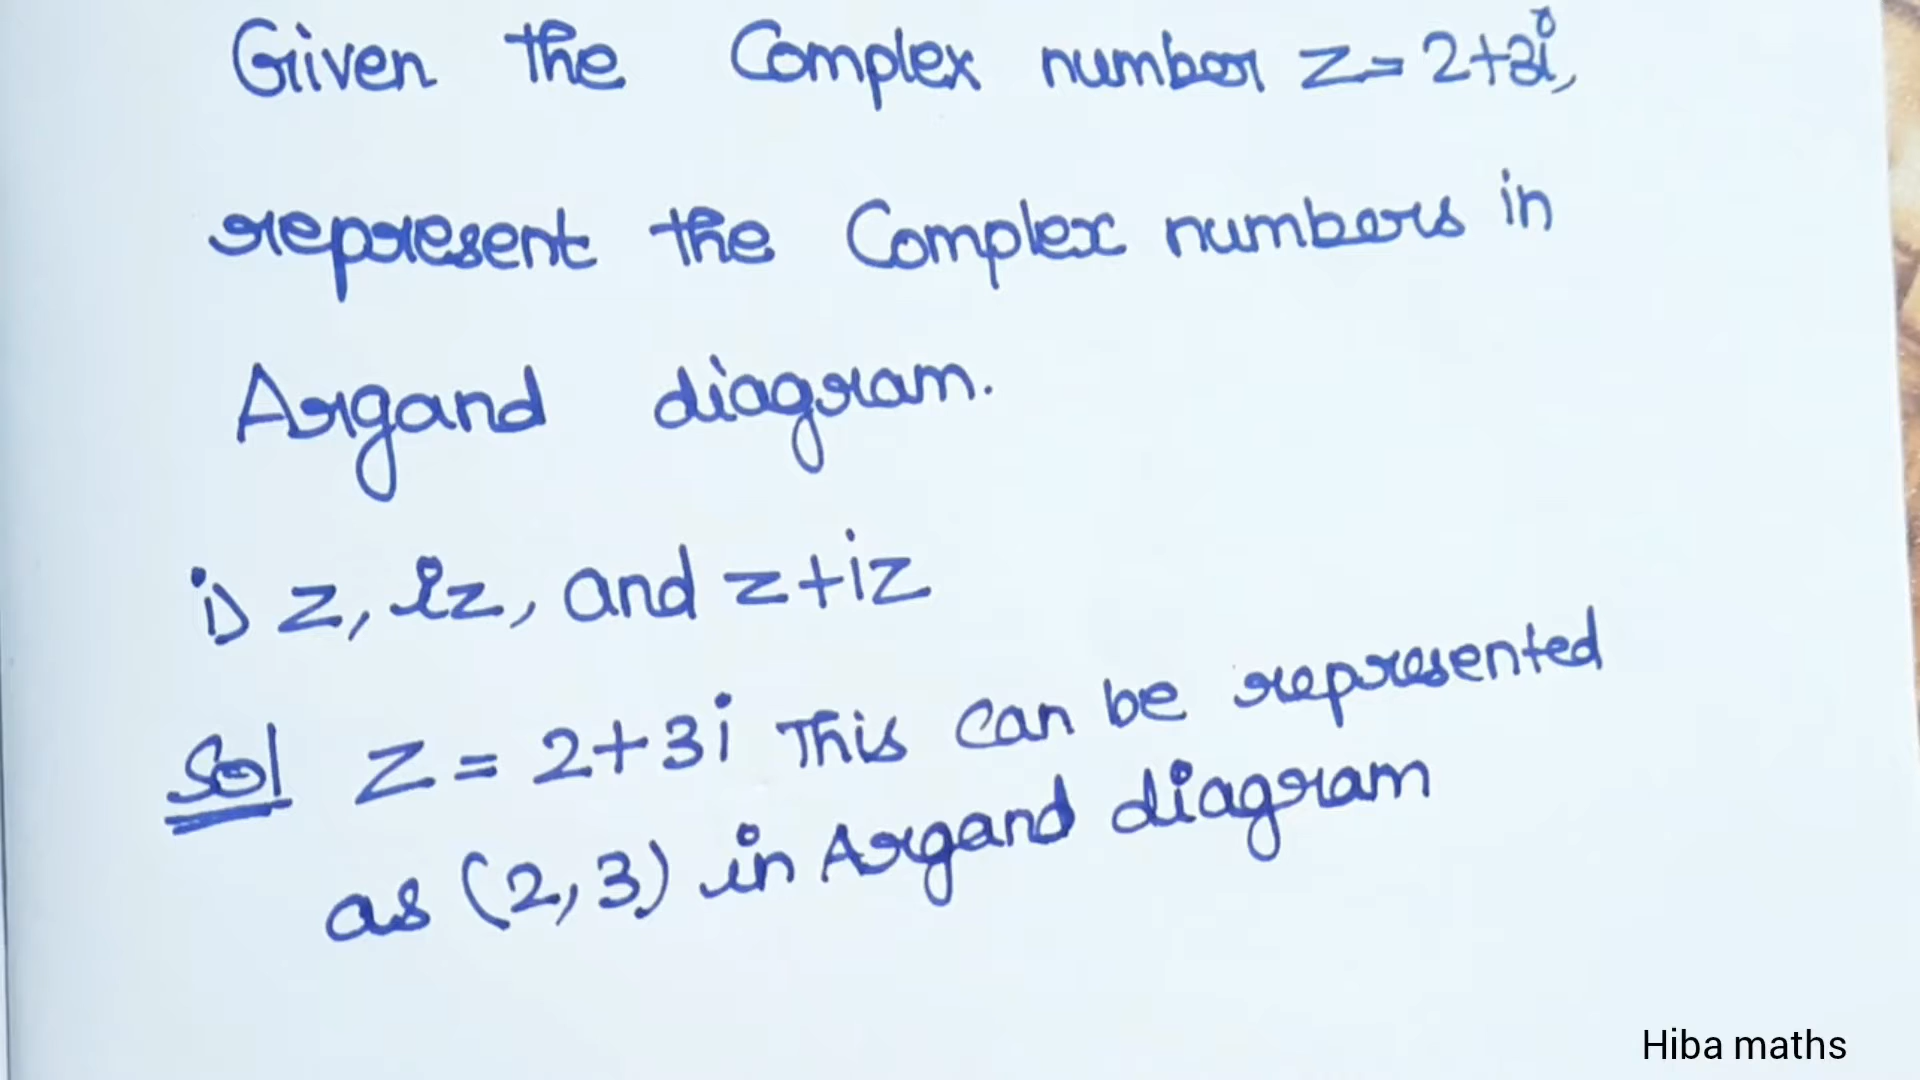 Given the Complex number z = 2+3i,
represent the Complex numbers in
Argand diagram.
i) z, iz, and z+iz
Sol z = 2+3i This can be represented
as (2,3) in Argand diagram
Hiba maths